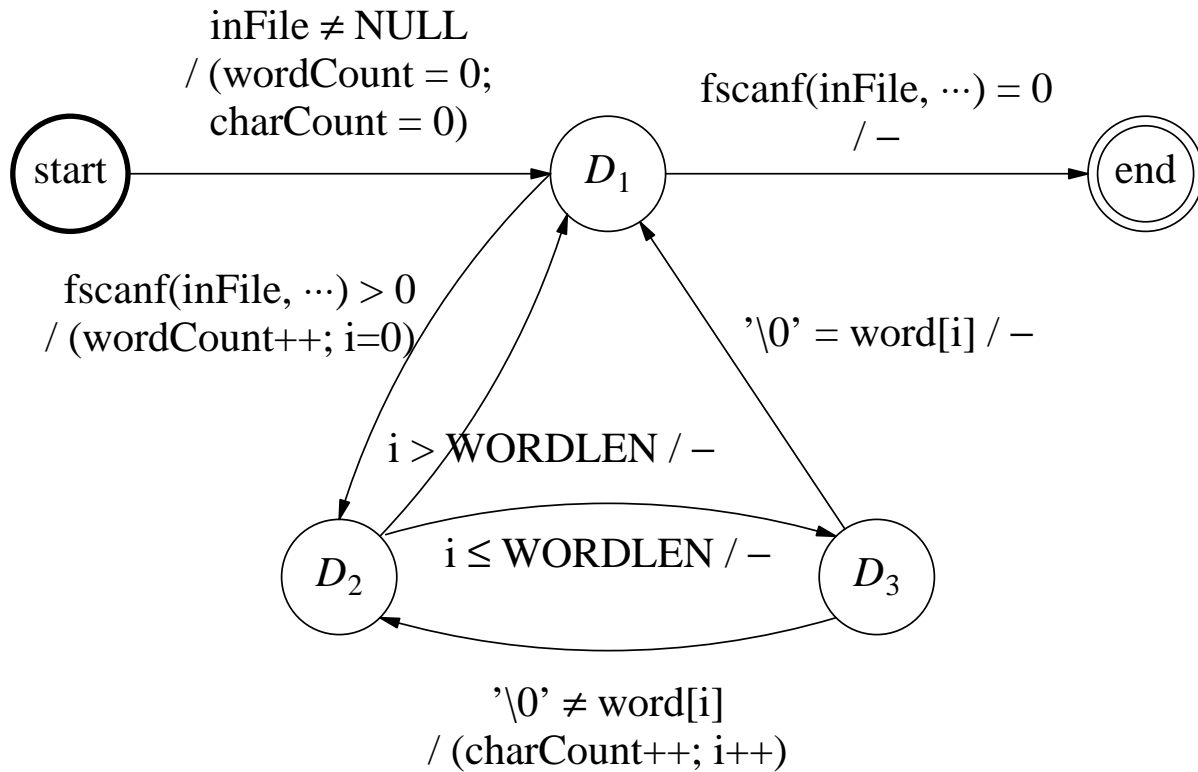 inFile ≠ NULL
/ (wordCount = 0;
charCount = 0)
fscanf(inFile, ···) = 0
/ −
start
D₁
end
fscanf(inFile, ···) > 0
/ (wordCount++; i=0)
’\0’ = word[i] / −
i > WORDLEN / −
i ≤ WORDLEN / −
D₂
D₃
’\0’ ≠ word[i]
/ (charCount++; i++)